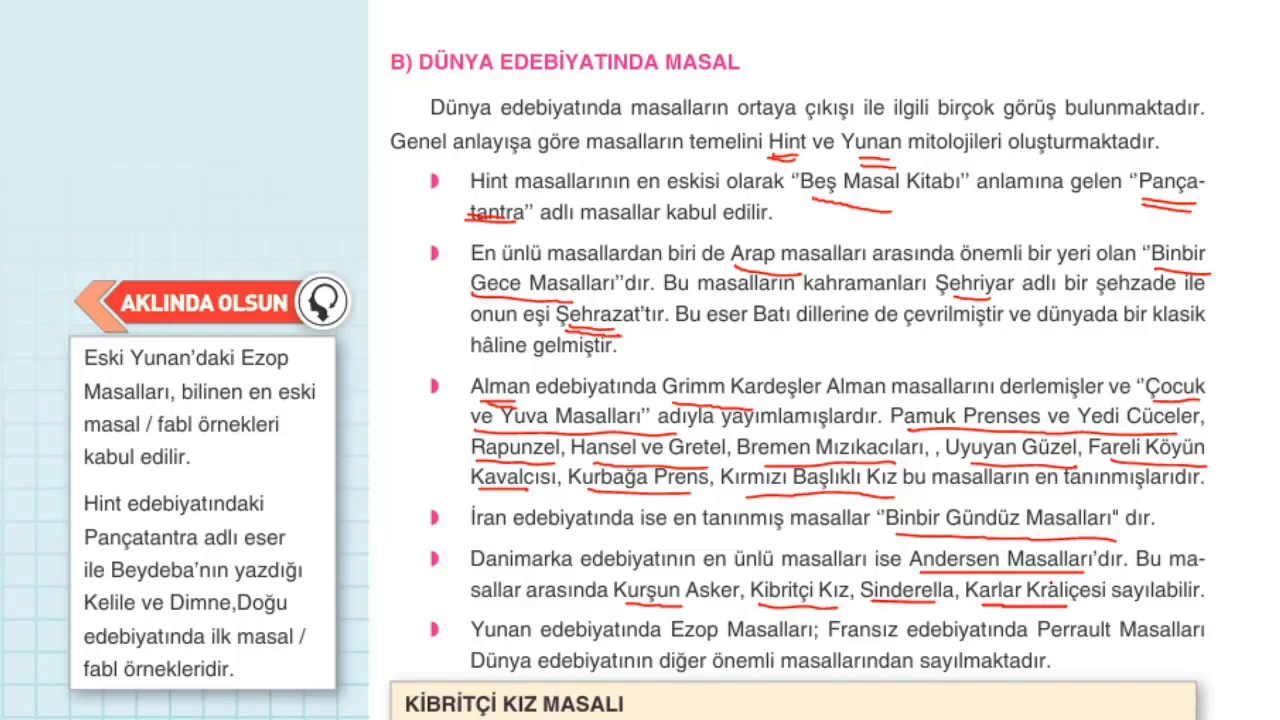 B) DÜNYA EDEBİYATINDA MASAL
Dünya edebiyatında masalların ortaya çıkışı ile ilgili birçok görüş bulunmaktadır.
Genel anlayışa göre masalların temelini Hint ve Yunan mitolojileri oluşturmaktadır.
Hint masallarının en eskisi olarak ‘’Beş Masal Kitabı’’ anlamına gelen ‘’Pança-
tantra’’ adlı masallar kabul edilir.
En ünlü masallardan biri de Arap masalları arasında önemli bir yeri olan ‘’Binbir
Gece Masalları’’dır. Bu masalların kahramanları Şehriyar adlı bir şehzade ile
onun eşi Şehrazat’tır. Bu eser Batı dillerine de çevrilmiştir ve dünyada bir klasik
hâline gelmiştir.
Alman edebiyatında Grimm Kardeşler Alman masallarını derlemişler ve ‘’Çocuk
ve Yuva Masalları’’ adıyla yayımlamışlardır. Pamuk Prenses ve Yedi Cüceler,
Rapunzel, Hansel ve Gretel, Bremen Mızıkacıları, , Uyuyan Güzel, Fareli Köyün
Kavalcısı, Kurbağa Prens, Kırmızı Başlıklı Kız bu masalların en tanınmışlarıdır.
İran edebiyatında ise en tanınmış masallar ‘’Binbir Gündüz Masalları" dır.
Danimarka edebiyatının en ünlü masalları ise Andersen Masalları’dır. Bu ma-
sallar arasında Kurşun Asker, Kibritçi Kız, Sinderella, Karlar Kraliçesi sayılabilir.
Yunan edebiyatında Ezop Masalları; Fransız edebiyatında Perrault Masalları
Dünya edebiyatının diğer önemli masallarından sayılmaktadır.
AKLINDA OLSUN
Eski Yunan’daki Ezop
Masalları, bilinen en eski
masal / fabl örnekleri
kabul edilir.
Hint edebiyatındaki
Pançatantra adlı eser
ile Beydeba’nın yazdığı
Kelile ve Dimne,Doğu
edebiyatında ilk masal /
fabl örnekleridir.
KİBRİTÇİ KIZ MASALI